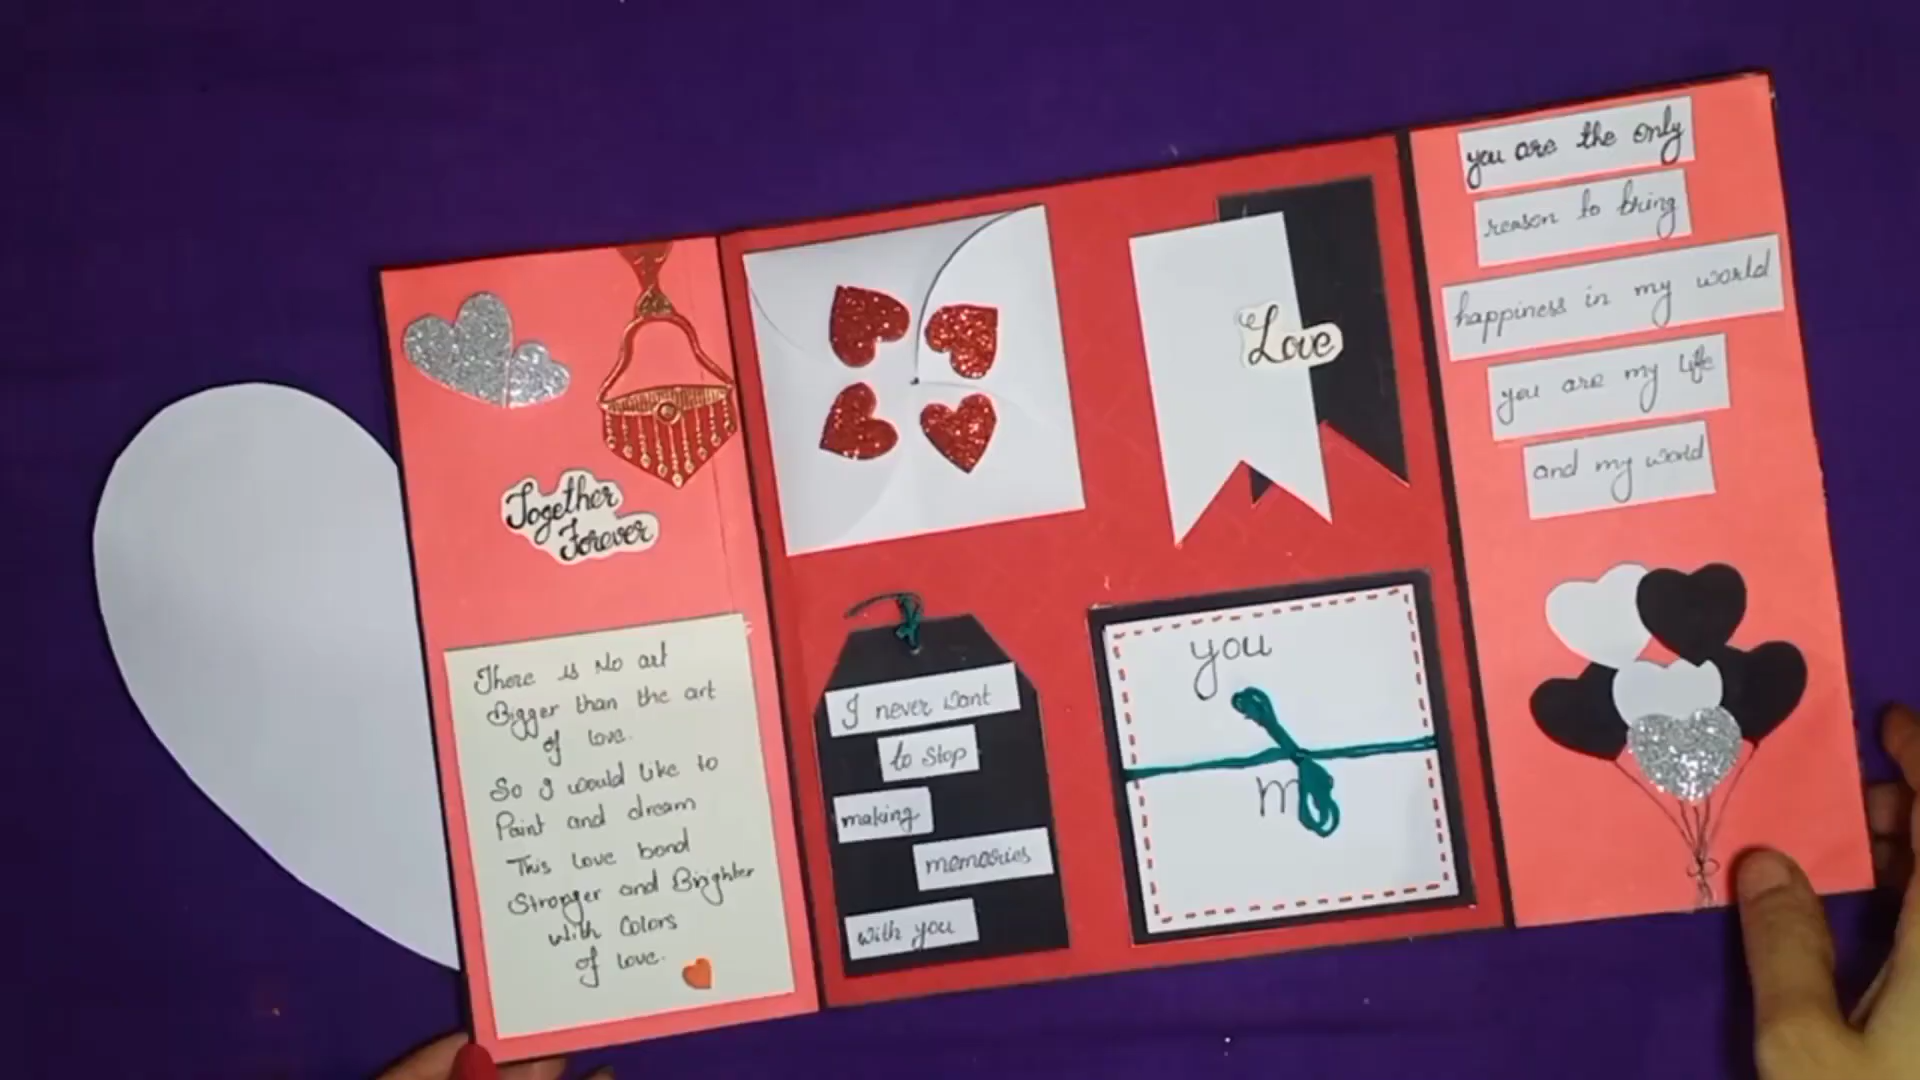 Together
Forever
There is No art
Bigger than the art
of love.
So I would like to
Paint and dream
This love bond
Stronger and Brighter
with Colors
of love.
Love
I never want
to stop
making
memories
with you
you
you are the only
reason to bring
happiness in my world
you are my life
and my world